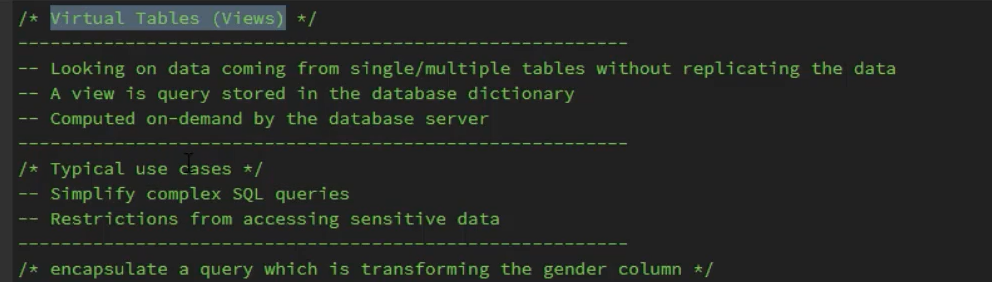 /* Virtual Tables (Views) */
---------------------------------------------------------
-- Looking on data coming from single/multiple tables without replicating the data
-- A view is query stored in the database dictionary
-- Computed on-demand by the database server
---------------------------------------------------------
/* Typical use cases */
-- Simplify complex SQL queries
-- Restrictions from accessing sensitive data
---------------------------------------------------------
/* encapsulate a query which is transforming the gender column */